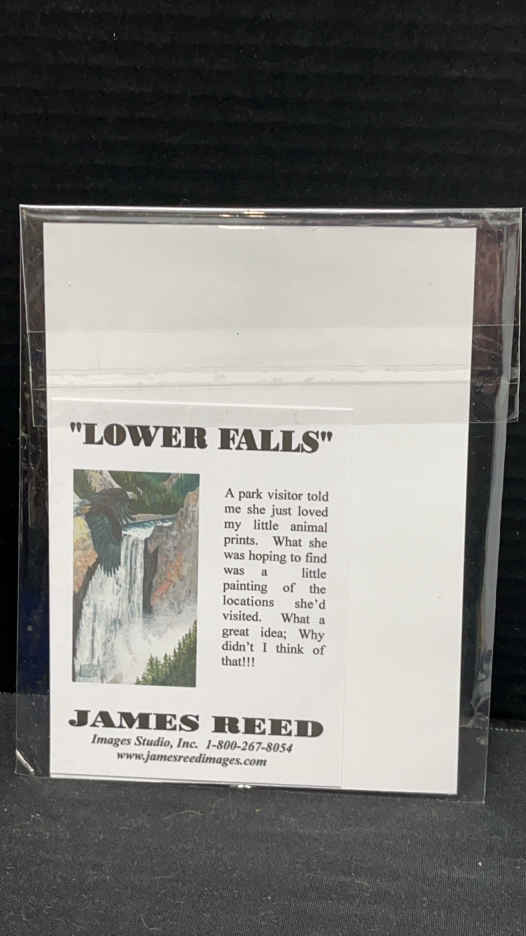 "LOWER FALLS"
A park visitor told
me she just loved
my little animal
prints. What she
was hoping to find
was a little
painting of the
locations she'd
visited. What a
great idea; Why
didn't I think of
that!!!
JAMES REED
Images Studio, Inc. 1-800-267-8054
www.jamesreedimages.com